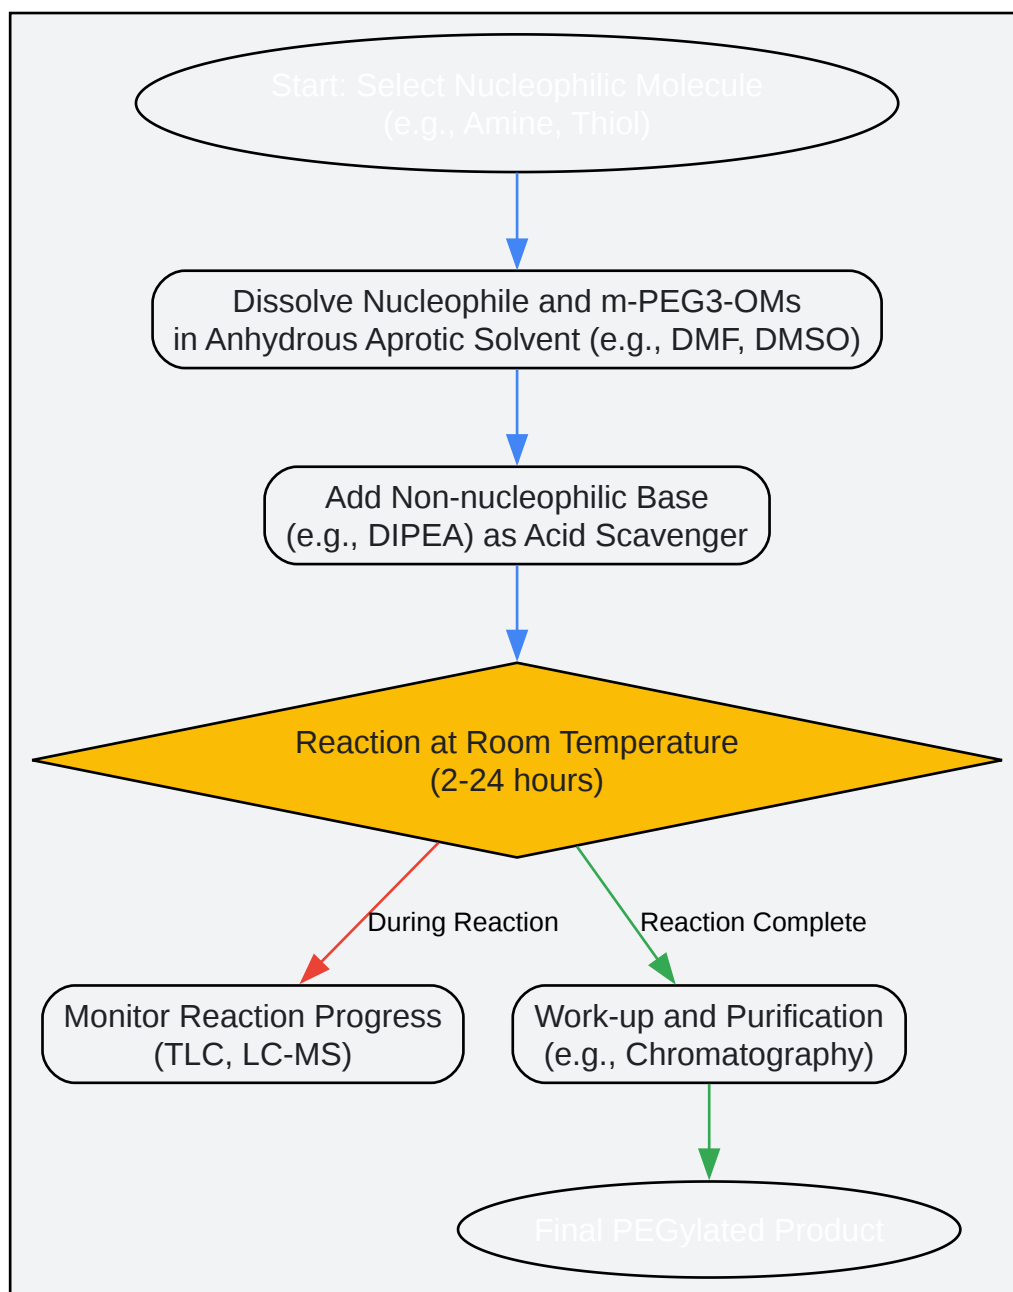 Start: Select Nucleophilic Molecule
(e.g., Amine, Thiol)
Dissolve Nucleophile and m-PEG3-OMs
in Anhydrous Aprotic Solvent (e.g., DMF, DMSO)
Add Non-nucleophilic Base
(e.g., DIPEA) as Acid Scavenger
Reaction at Room Temperature
(2-24 hours)
During Reaction
Reaction Complete
Monitor Reaction Progress
(TLC, LC-MS)
Work-up and Purification
(e.g., Chromatography)
Final PEGylated Product